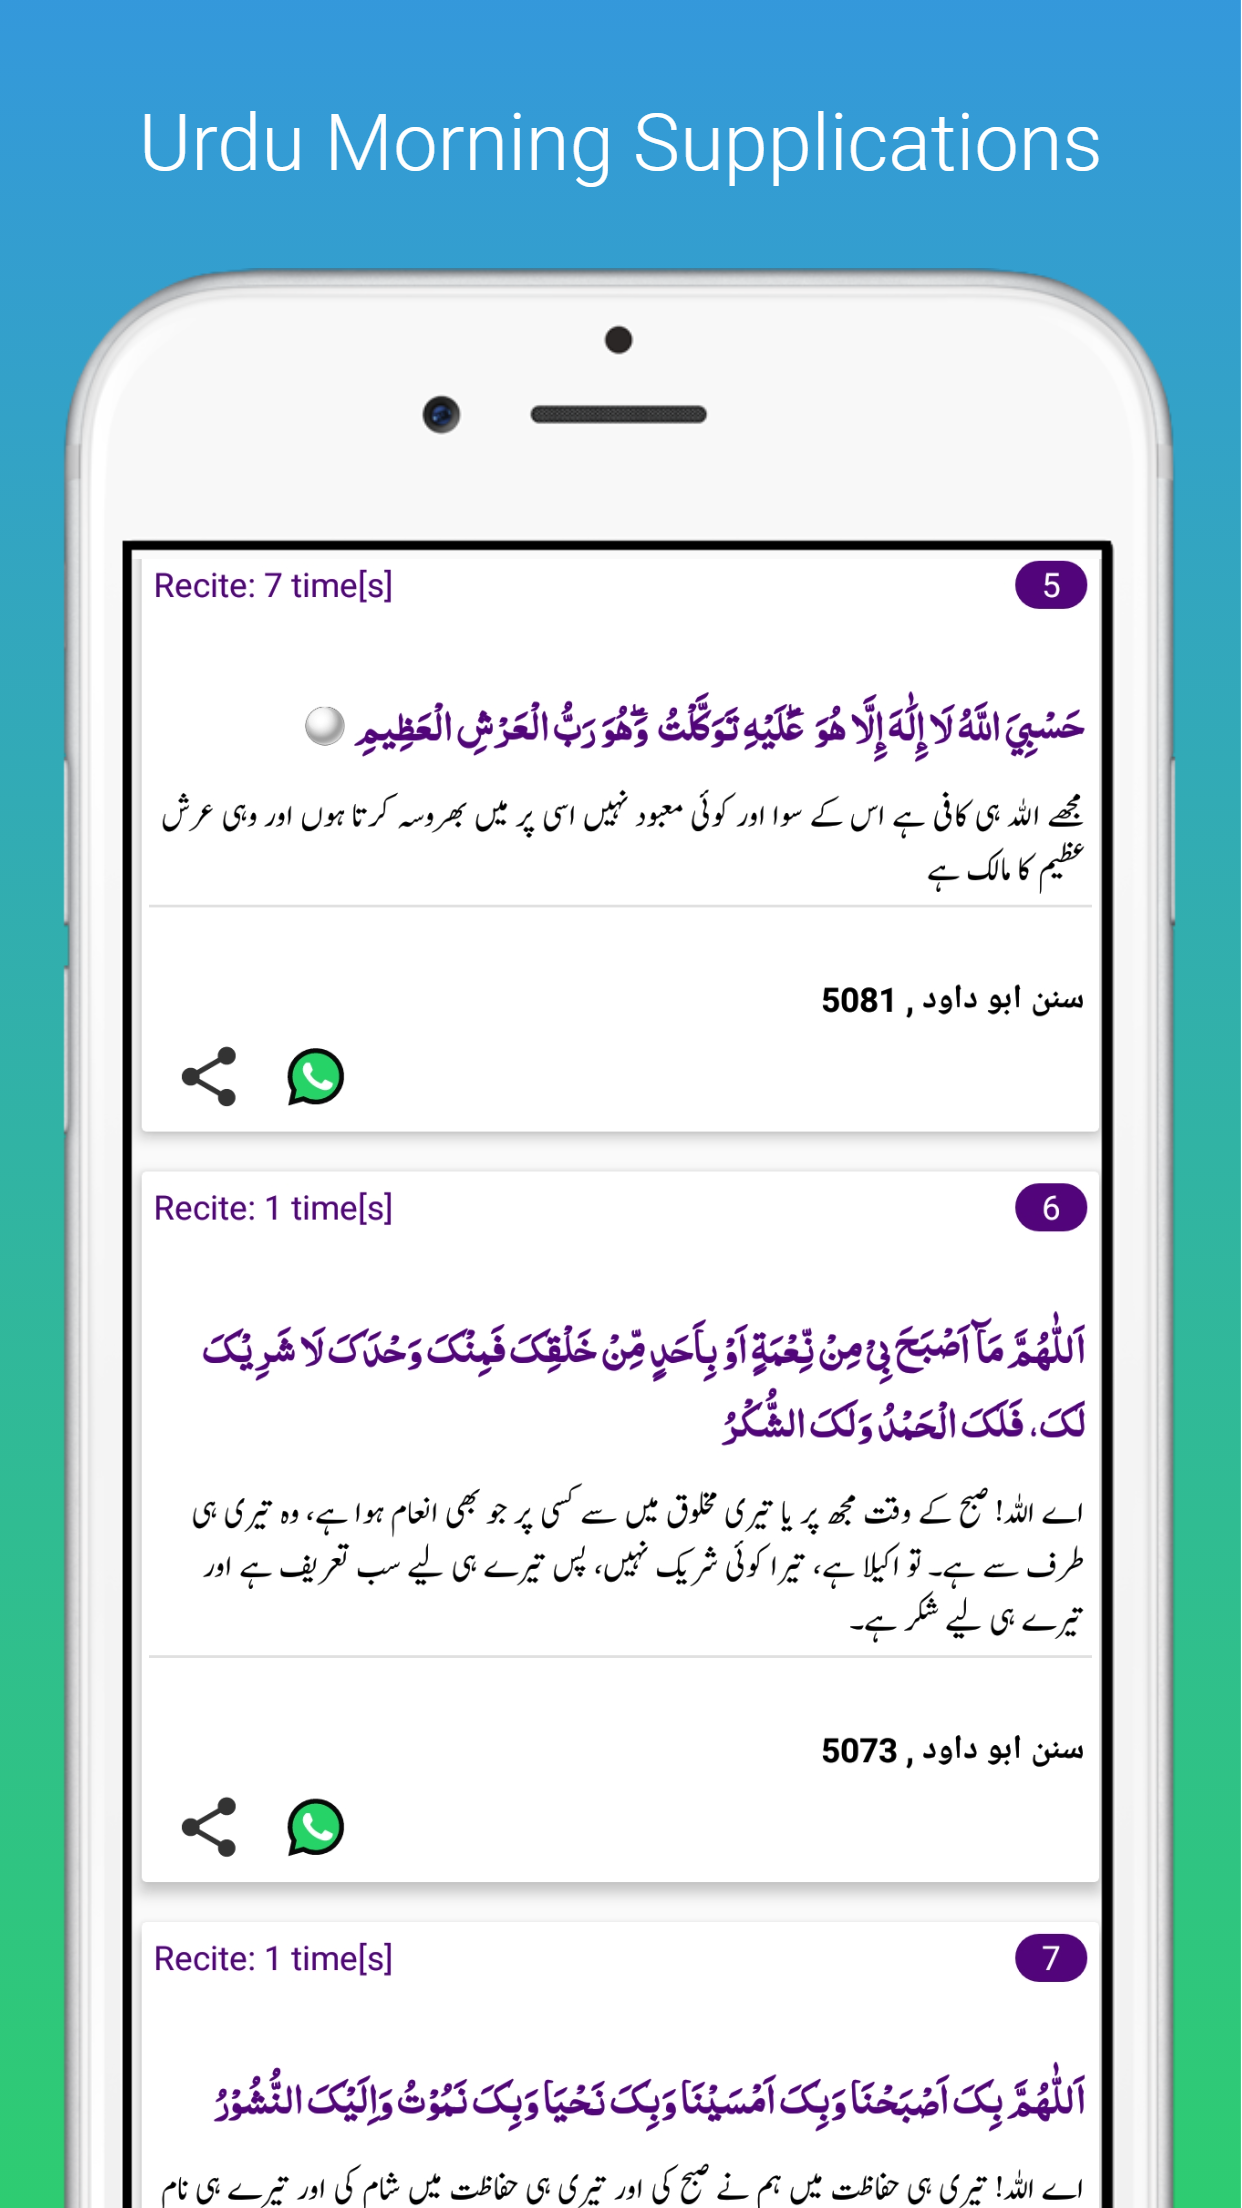 Urdu Morning Supplications
Recite: 7 time[s]
5
حَسْبِيَ اللَّهُ لَا إِلَٰهَ إِلَّا هُوَ ۖ عَلَيْهِ تَوَكَّلْتُ ۖ وَهُوَ رَبُّ الْعَرْشِ الْعَظِيمِ
مجھے اللہ ہی کافی ہے اس کے سوا اور کوئی معبود نہیں اسی پر میں بھروسہ کرتا ہوں اور وہی عرش
عظیم کا مالک ہے
سنن ابو داود , 5081
Recite: 1 time[s]
6
اَللّٰهُمَّ مَآ اَصْبَحَ بِیْ مِنْ نِّعْمَةٍ اَوْ بِاَحَدٍ مِّنْ خَلْقِکَ فَمِنْکَ وَحْدَکَ لَا شَرِیْکَ
لَکَ، فَلَکَ الْحَمْدُ وَلَکَ الشُّکْرُ
اے اللہ! صبح کے وقت مجھ پر یا تیری مخلوق میں سے کسی پر جو بھی انعام ہوا ہے، وہ تیری ہی
طرف سے ہے۔ تو اکیلا ہے، تیرا کوئی شریک نہیں، پس تیرے ہی لیے سب تعریف ہے اور
تیرے ہی لیے شکر ہے۔
سنن ابو داود , 5073
Recite: 1 time[s]
7
اَللّٰهُمَّ بِکَ اَصْبَحْنَا وَبِکَ اَمْسَیْنَا وَبِکَ نَحْیَا وَبِکَ نَمُوْتُ وَاِلَیْکَ النُّشُوْرُ
اے اللہ! تیری ہی حفاظت میں ہم نے صبح کی اور تیری ہی حفاظت میں شام کی اور تیرے ہی نام